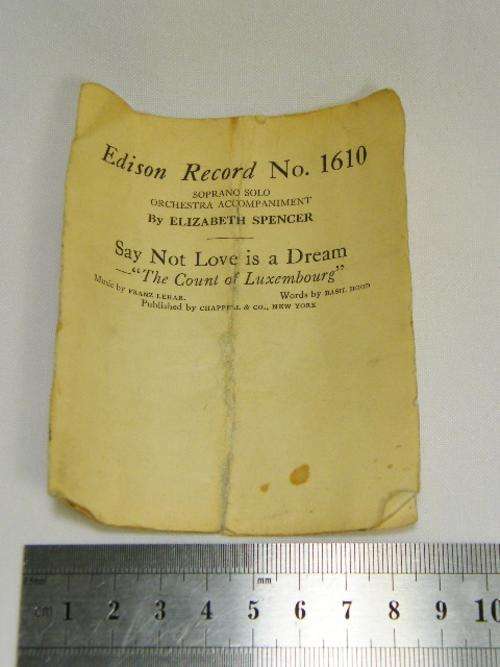 Edison Record No. 1610
SOPRANO SOLO
ORCHESTRA ACCOMPANIMENT
By ELIZABETH SPENCER
Say Not Love is a Dream
—"The Count of Luxembourg"
Music by FRANZ LEHAR. Words by BASIL HOOD
Published by CHAPPELL & CO., NEW YORK
mm
cm 1 2 3 4 5 6 7 8 9 10